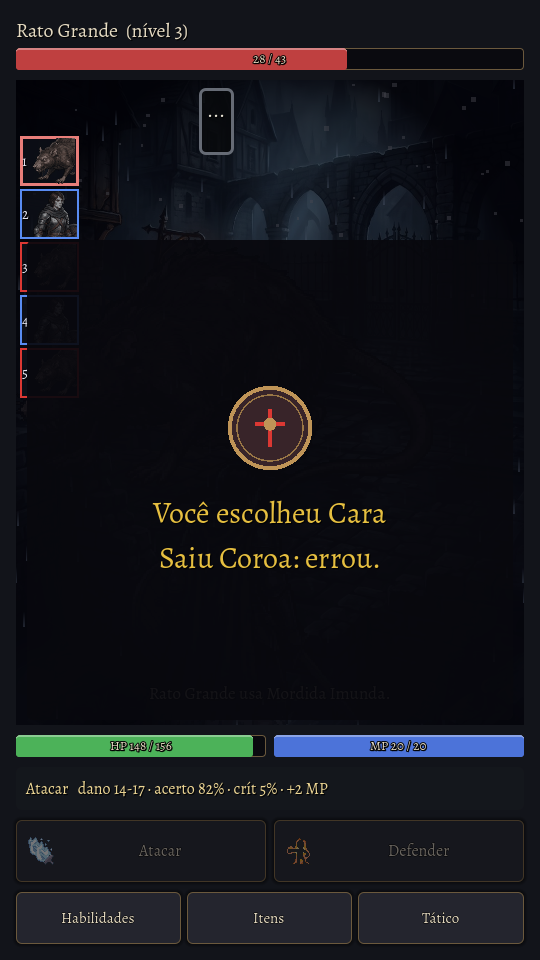 Rato Grande (nível 3)
28 / 43
...
1
2
3
4
5
Você escolheu Cara
Saiu Coroa: errou.
Rato Grande usa Mordida Imunda.
HP 148 / 156
MP 20 / 20
Atacar dano 14-17 · acerto 82% · crít 5% · +2 MP
Atacar
Defender
Habilidades
Itens
Tático